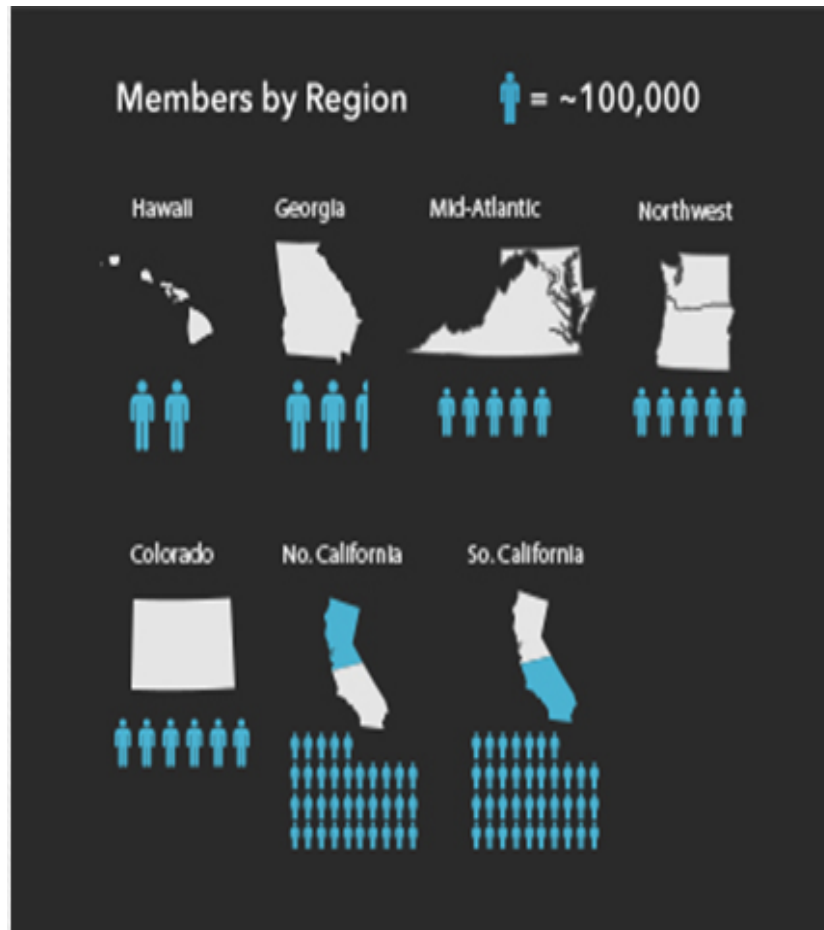 Members by Region = ~100,000
Hawaii Georgia Mid-Atlantic Northwest
Colorado No. California So. California